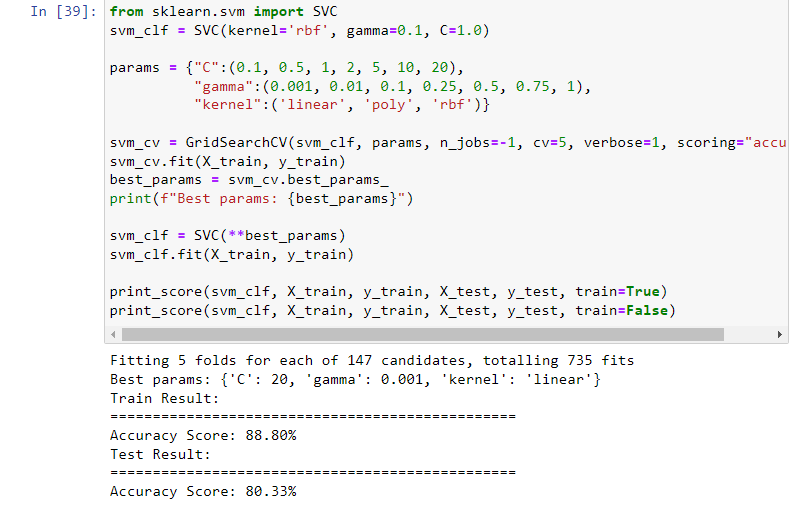 In [39]: from sklearn.svm import SVC
svm_clf = SVC(kernel='rbf', gamma=0.1, C=1.0)
params = {"C":(0.1, 0.5, 1, 2, 5, 10, 20),
"gamma":(0.001, 0.01, 0.1, 0.25, 0.5, 0.75, 1),
"kernel":('linear', 'poly', 'rbf')}
svm_cv = GridSearchCV(svm_clf, params, n_jobs=-1, cv=5, verbose=1, scoring="accu
svm_cv.fit(X_train, y_train)
best_params = svm_cv.best_params_
print(f"Best params: {best_params}")
svm_clf = SVC(**best_params)
svm_clf.fit(X_train, y_train)
print_score(svm_clf, X_train, y_train, X_test, y_test, train=True)
print_score(svm_clf, X_train, y_train, X_test, y_test, train=False)
Fitting 5 folds for each of 147 candidates, totalling 735 fits
Best params: {'C': 20, 'gamma': 0.001, 'kernel': 'linear'}
Train Result:
================================================
Accuracy Score: 88.80%
Test Result:
================================================
Accuracy Score: 80.33%